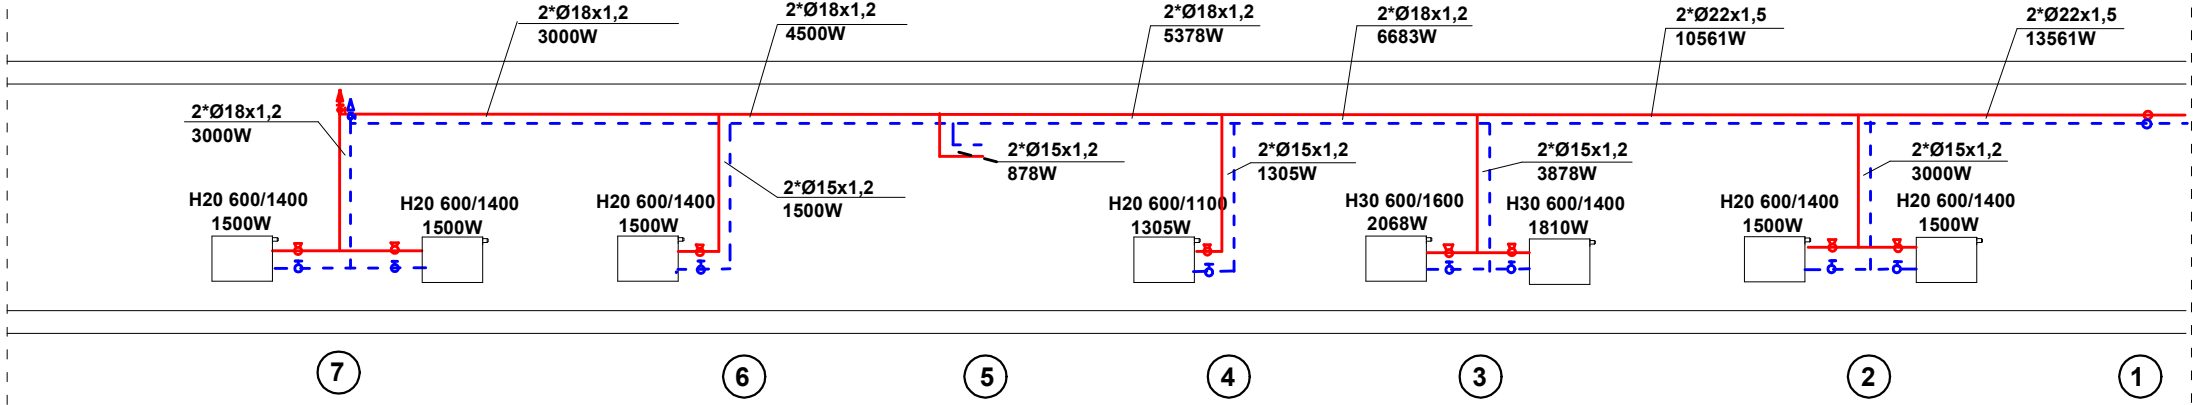 2*Ø18x1,2
3000W
2*Ø18x1,2
4500W
2*Ø18x1,2
5378W
2*Ø18x1,2
6683W
2*Ø22x1,5
10561W
2*Ø22x1,5
13561W
2*Ø18x1,2
3000W
2*Ø15x1,2
1500W
2*Ø15x1,2
878W
2*Ø15x1,2
1305W
2*Ø15x1,2
3878W
2*Ø15x1,2
3000W
H20 600/1400
1500W
H20 600/1400
1500W
H20 600/1400
1500W
H20 600/1100
1305W
H30 600/1600
2068W
H30 600/1400
1810W
H20 600/1400
1500W
H20 600/1400
1500W
7
6
5
4
3
2
1